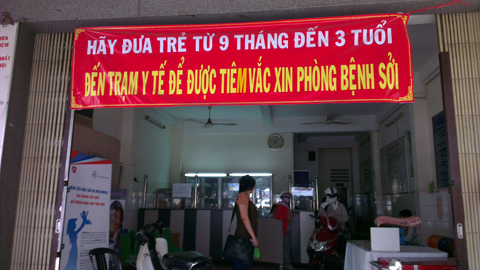 HÃY ĐƯA TRẺ TỪ 9 THÁNG ĐẾN 3 TUỔI
ĐẾN TRẠM Y TẾ ĐỂ ĐƯỢC TIÊM VẮC XIN PHÒNG BỆNH SỞI